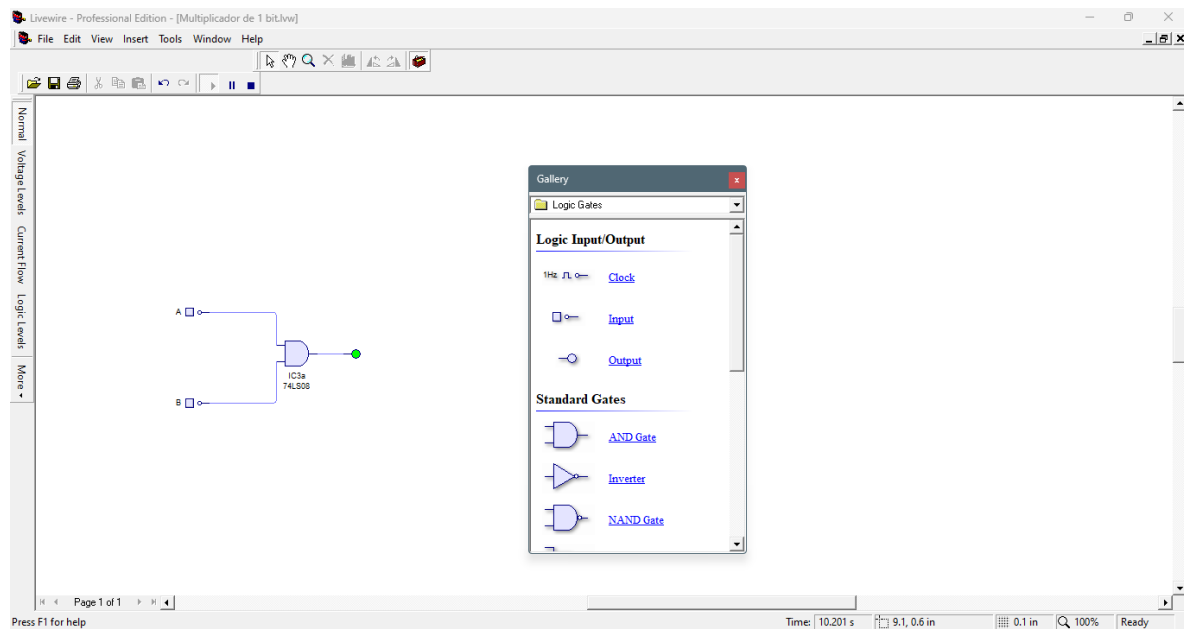 Livewire - Professional Edition - [Multiplicador de 1 bit.lvw]
File Edit View Insert Tools Window Help
Normal
Voltage Levels
Current Flow
Logic Levels
More
Gallery
Logic Gates
Logic Input/Output
1Hz Clock
Input
Output
Standard Gates
AND Gate
Inverter
NAND Gate
A
IC3a
74LS08
B
Page 1 of 1
Press F1 for help Time: 10.201 s 9.1, 0.6 in 0.1 in 100% Ready